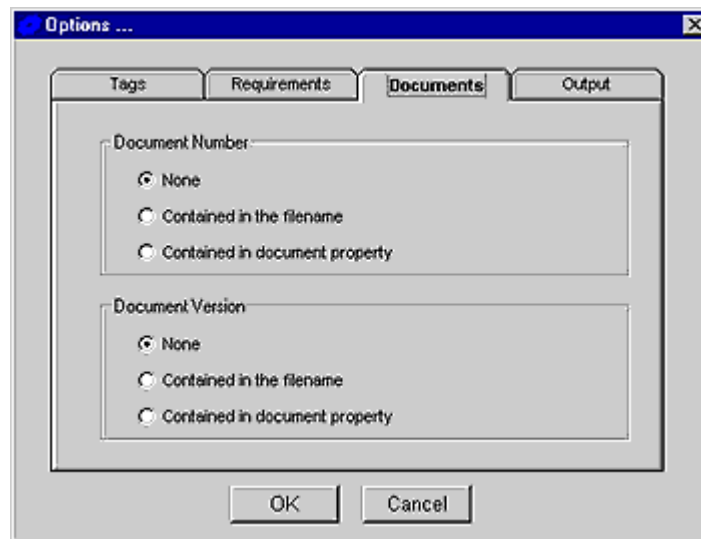 Options ...
Tags Requirements Documents Output
Document Number
None
Contained in the filename
Contained in document property
Document Version
None
Contained in the filename
Contained in document property
OK Cancel